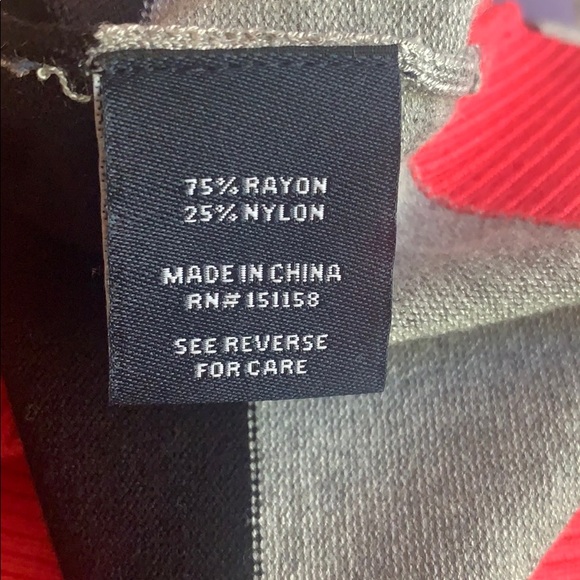 75% RAYON
25% NYLON
MADE IN CHINA
RN# 151158
SEE REVERSE
FOR CARE